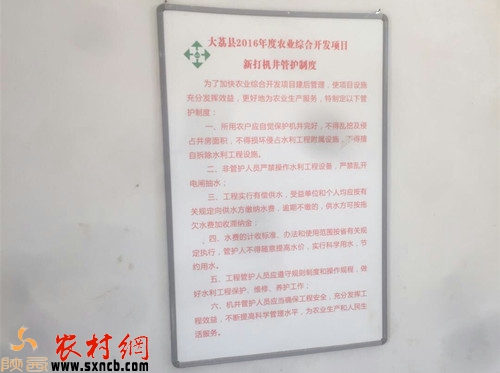 大荔县2016年度农业综合开发项目
新打机井管护制度
为了加快农业综合开发项目建后管理，使项目设施
充分发挥效益，更好地为农业生产服务，特制定以下管
护制度：
一、所用农户应自觉保护机井完好，不得乱挖及侵
占井房面积，不得损坏侵占水利工程附属设施，不得擅
自拆除水利工程设施。
二、非管护人员严禁操作水利工程设备，严禁乱开
电闸抽水；
三、工程实行有偿供水，受益单位和个人均应按有
关规定向供水方缴纳水费，逾期不缴的，供水方可按拖
欠水费加收滞纳金；
四、水费的计收标准、办法和使用范围按省有关规
定执行，管护人不得随意提高水价，实行科学用水，节
约用水。
五、工程管护人员应遵守规则制度和操作规程，做
好水利工程保护、维修、养护工作；
六、机井管护人员应当确保工程安全，充分发挥工
程效益，不断提高科学管理水平，为农业生产和人民生
活服务。
陕西
农村網
www.sxncb.com